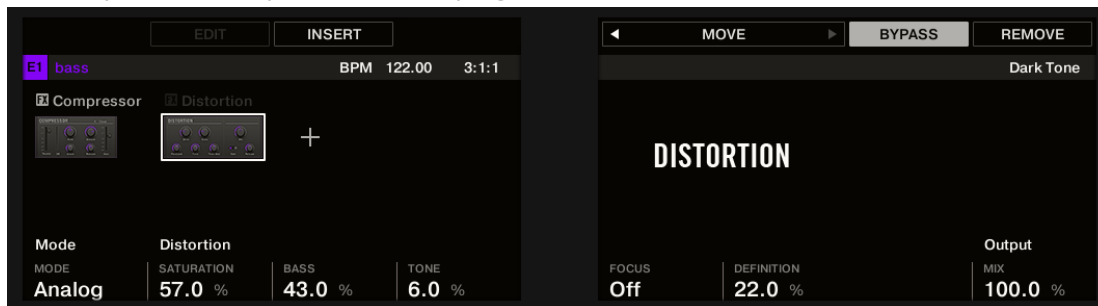 EDIT INSERT
E1 bass BPM 122.00 3:1:1
FX Compressor FX Distortion
COMPRESSOR
DISTORTION
+
Mode Distortion
MODE SATURATION BASS TONE
Analog 57.0 % 43.0 % 6.0 %
MOVE BYPASS REMOVE
Dark Tone
DISTORTION
Output
FOCUS DEFINITION MIX
Off 22.0 % 100.0 %